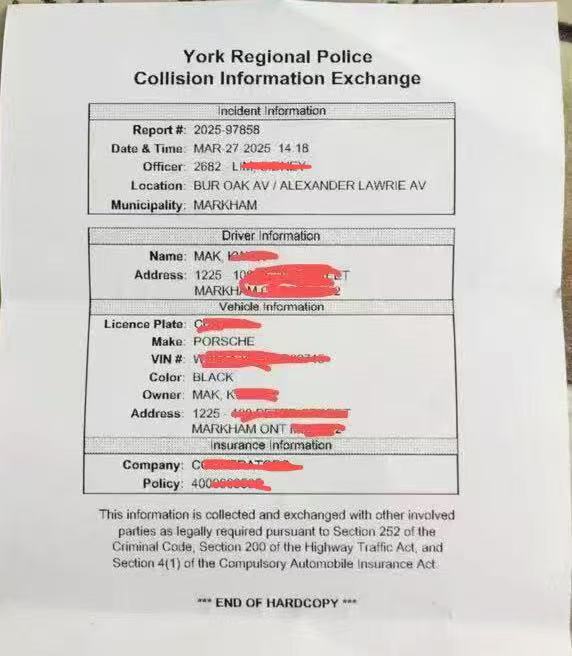 York Regional Police
Collision Information Exchange
Incident Information
Report #: 2025-97858
Date & Time: MAR-27 2025 14:18
Officer: 2682
Location: BUR OAK AV / ALEXANDER LAWRIE AV
Municipality: MARKHAM
Driver Information
Name: MAK,
Address: 1225
MARKHAM
Vehicle Information
Licence Plate:
Make: PORSCHE
VIN #:
Color: BLACK
Owner: MAK, K
Address: 1225 -
MARKHAM ONT
Insurance Information
Company:
Policy:
This information is collected and exchanged with other involved
parties as legally required pursuant to Section 252 of the
Criminal Code, Section 200 of the Highway Traffic Act, and
Section 4(1) of the Compulsory Automobile Insurance Act
*** END OF HARDCOPY ***